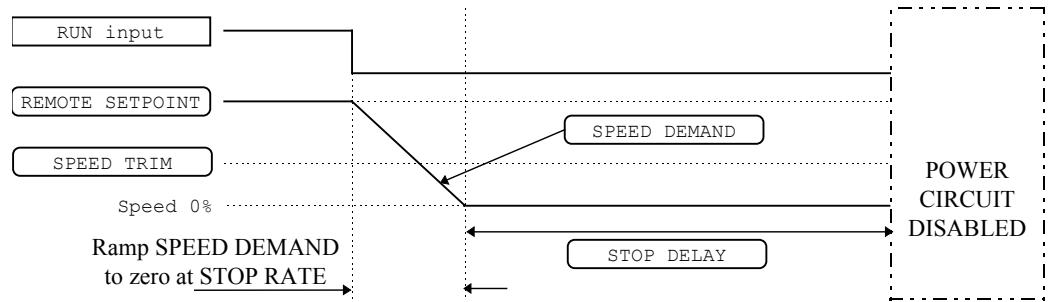 RUN input
REMOTE SETPOINT
SPEED DEMAND
SPEED TRIM
Speed 0%
POWER
CIRCUIT
DISABLED
Ramp SPEED DEMAND
to zero at STOP RATE
STOP DELAY